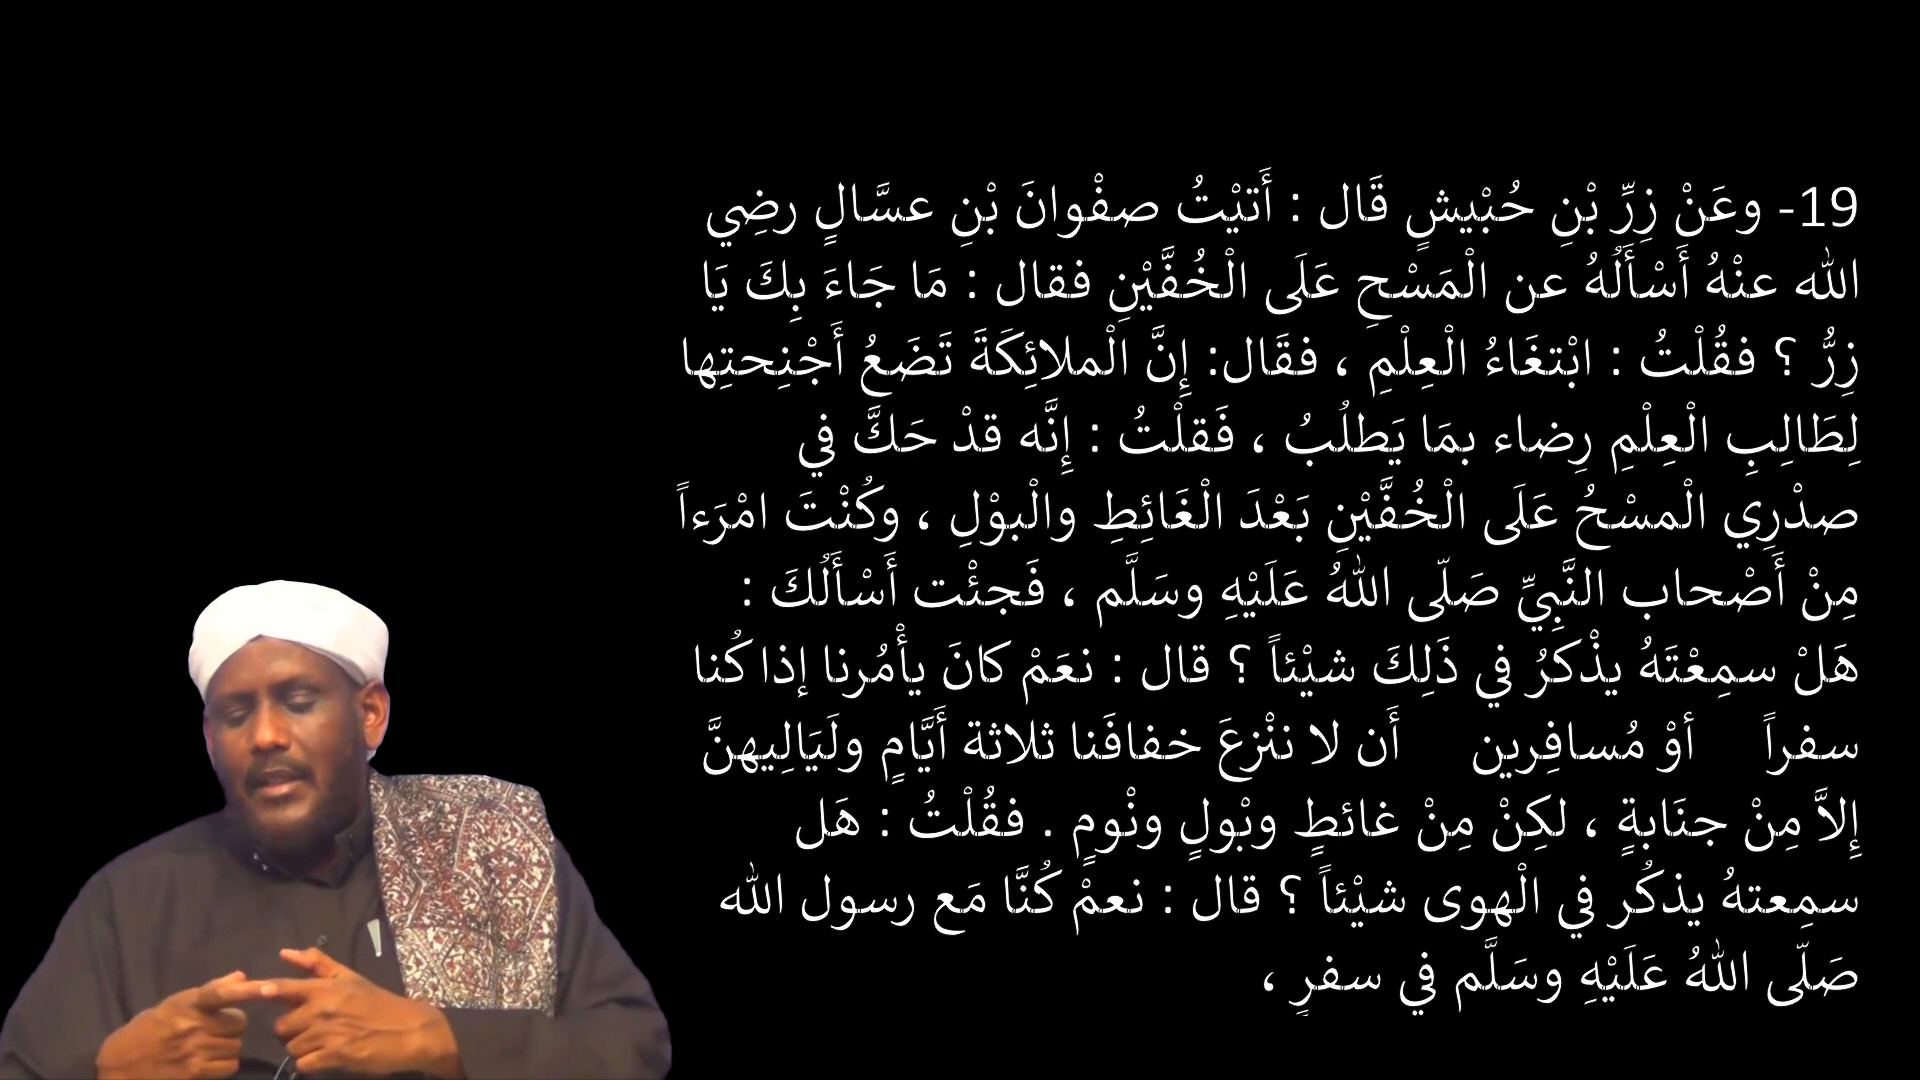 19- وعَنْ زِرِّ بْنِ حُبْيشٍ قَال : أَتيْتُ صفْوانَ بْنِ عسَّالٍ رضِي
الله عنْهُ أَسْأَلُهُ عن الْمَسْحِ عَلَى الْخُفَّيْنِ فقال : مَا جَاءَ بِكَ يَا
زِرُّ ؟ فقُلْتُ : ابْتغَاءُ الْعِلْمِ ، فقَال: إِنَّ الْملائِكَةَ تَضَعُ أَجْنِحتِها
لِطَالِبِ الْعِلْمِ رِضاء بمَا يَطلُبُ ، فَقلْتُ : إِنَّه قدْ حَكَّ في
صدْرِي الْمسْحُ عَلَى الْخُفَّيْنِ بَعْدَ الْغَائِطِ والْبوْلِ ، وكُنْتَ امْرَءاً
مِنْ أَصْحاب النَّبِيِّ صَلّى اللهُ عَلَيْهِ وسَلَّم ، فَجئْت أَسْأَلُكَ :
هَلْ سمِعْتَهُ يذْكَرُ في ذَلِكَ شيْئاً ؟ قال : نعَمْ كانَ يأْمُرنا إذا كُنا
سفراً أوْ مُسافِرين أَن لا ننْزعَ خفافَنا ثلاثة أَيَّامٍ ولَيَالِيهنَّ
إِلاَّ مِنْ جنَابةٍ ، لكِنْ مِنْ غائطٍ وبْولٍ ونْومٍ . فقُلْتُ : هَل
سمِعتهُ يذكُر في الْهوى شيْئاً ؟ قال : نعمْ كُنَّا مَع رسول الله
صَلّى اللهُ عَلَيْهِ وسَلَّم في سفرٍ ،